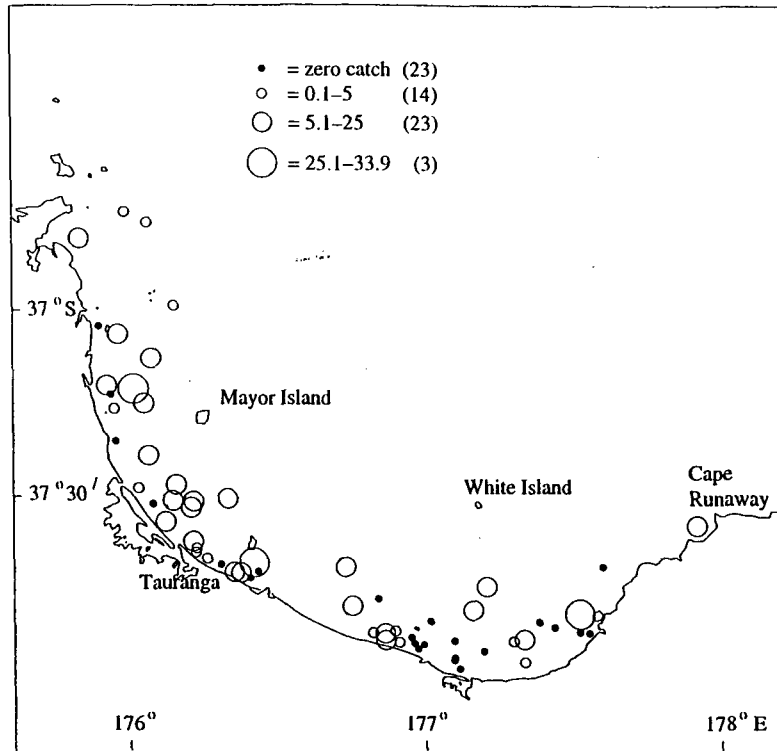 • = zero catch (23)
○ = 0.1–5 (14)
○ = 5.1–25 (23)
○ = 25.1–33.9 (3)
37° S
Mayor Island
37° 30'
White Island
Cape
Runaway
Tauranga
176°
177°
178° E